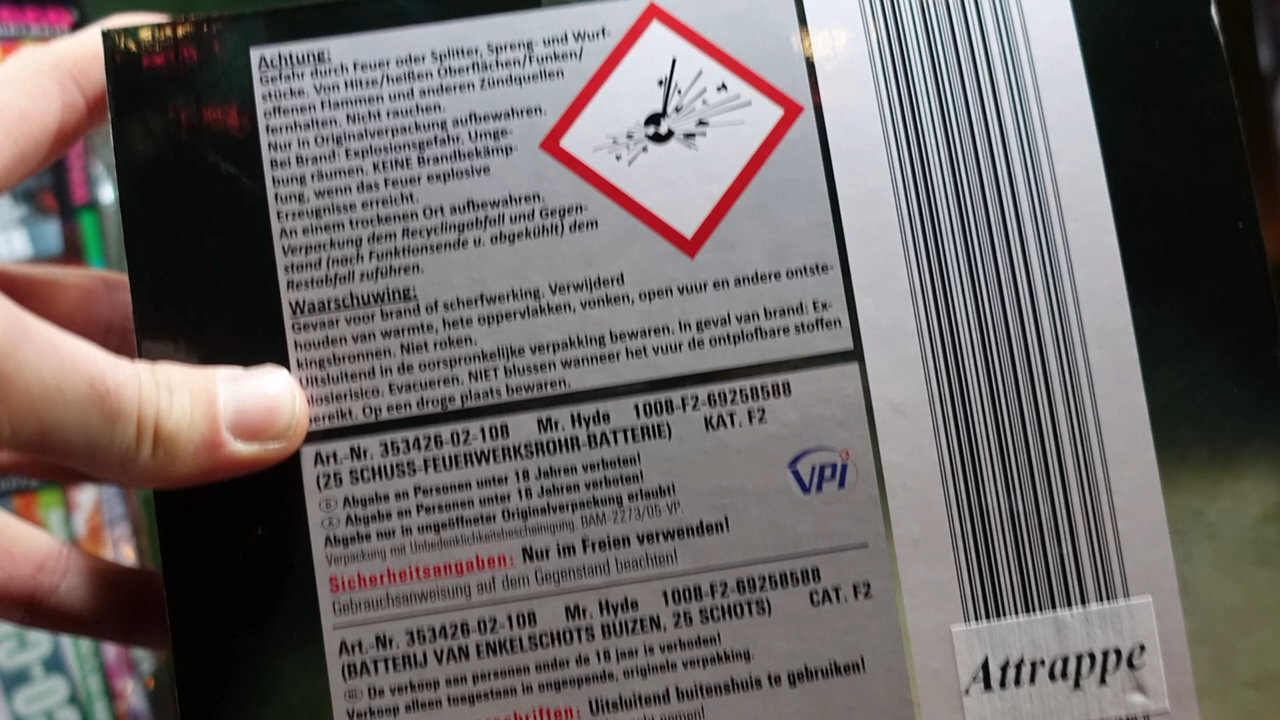 Achtung:
Gefahr durch Feuer oder Splitter, Spreng- und Wurf-
stücke. Von Hitze/heißen Oberflächen/Funken/
offenen Flammen und anderen Zündquellen
fernhalten. Nicht rauchen.
Nur in Originalverpackung aufbewahren.
Bei Brand: Explosionsgefahr, Umge-
bung räumen. KEINE Brandbekämp-
fung, wenn das Feuer explosive
Erzeugnisse erreicht.
An einem trockenen Ort aufbewahren.
Verpackung dem Recyclingabfall und Gegen-
stand (nach Funktionsende u. abgekühlt) dem
Restabfall zuführen.
Waarschuwing:
Gevaar voor brand of scherfwerking. Verwijderd
houden van warmte, hete oppervlakken, vonken, open vuur en andere ontste-
kingsbronnen. Niet roken.
Uitsluitend in de oorspronkelijke verpakking bewaren. In geval van brand: Ex-
plosierisico. Evacueren. NIET blussen wanneer het vuur de ontplofbare stoffen
bereikt. Op een droge plaats bewaren.
Art.-Nr. 353426-02-108 Mr. Hyde 1008-F2-69258588
(25 SCHUSS-FEUERWERKSROHR-BATTERIE) KAT. F2
D Abgabe an Personen unter 18 Jahren verboten!
A Abgabe an Personen unter 16 Jahren verboten!
Abgabe nur in ungeöffneter Originalverpackung erlaubt!
Verpackung mit Unbedenklichkeitsbescheinigung, BAM-2273/05-VP.
Sicherheitsangaben: Nur im Freien verwenden!
Gebrauchsanweisung auf dem Gegenstand beachten!
VPi
Art.-Nr. 353426-02-108 Mr. Hyde 1008-F2-69258588
(BATTERIJ VAN ENKELSCHOTS BUIZEN, 25 SCHOTS) CAT. F2
De verkoop aan personen onder de 16 jaar is verboden!
Verkoop alleen toegestaan in ongeopende, originele verpakking.
Uitsluitend buitenshuis te gebruiken!
Attrappe